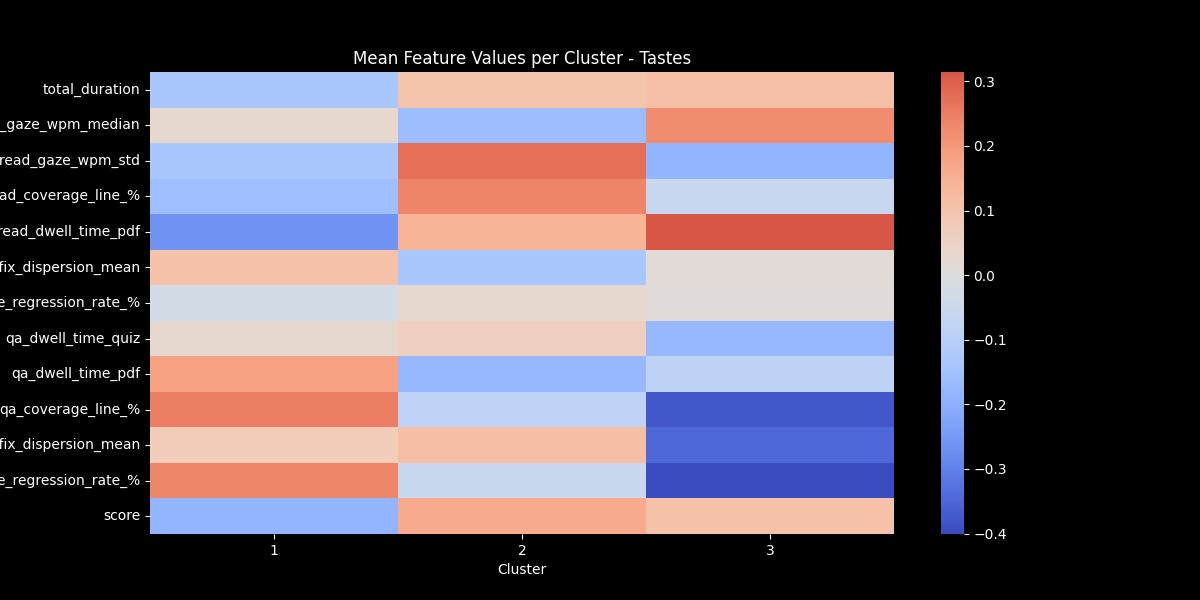 Mean Feature Values per Cluster - Tastes
total_duration
_gaze_wpm_median
read_gaze_wpm_std
ad_coverage_line_%
read_dwell_time_pdf
fix_dispersion_mean
e_regression_rate_%
qa_dwell_time_quiz
qa_dwell_time_pdf
qa_coverage_line_%
fix_dispersion_mean
e_regression_rate_%
score
1 2 3
Cluster
0.3
0.2
0.1
0.0
−0.1
−0.2
−0.3
−0.4